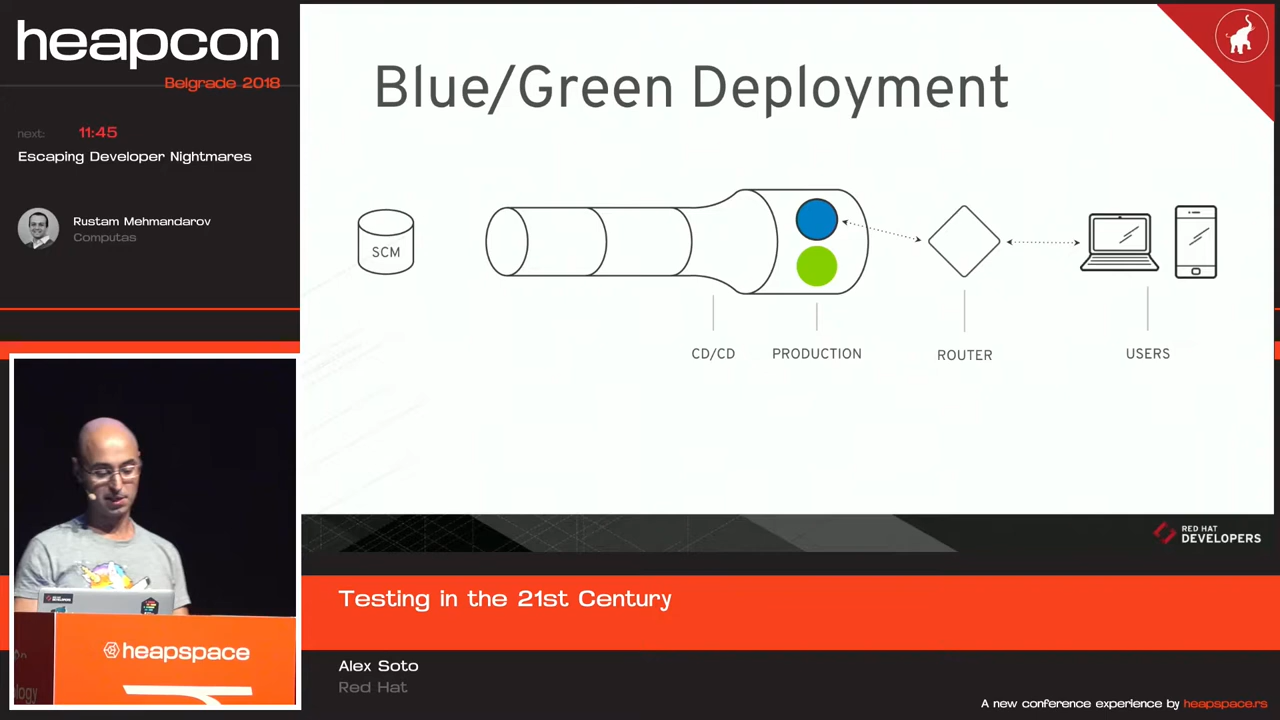 heapcon
Belgrade 2018
next: 11:45
Escaping Developer Nightmares
Rustam Mehmandarov
Computas
Blue/Green Deployment
SCM
CD/CD
PRODUCTION
ROUTER
USERS
RED HAT
DEVELOPERS
Testing in the 21st Century
Alex Soto
Red Hat
heapspace
ology
A new conference experience by heapspace.rs